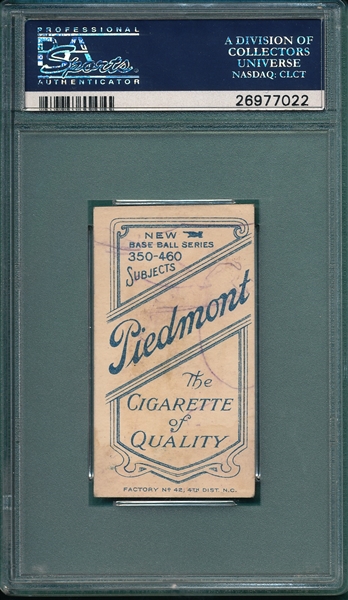 PROFESSIONAL
PSA
Sports
AUTHENTICATOR
A DIVISION OF
COLLECTORS
UNIVERSE
NASDAQ: CLCT
26977022
NEW
BASE BALL SERIES
350-460
SUBJECTS
Piedmont
The
CIGARETTE
of
QUALITY
FACTORY Nº 42, 4TH DIST. N.C.